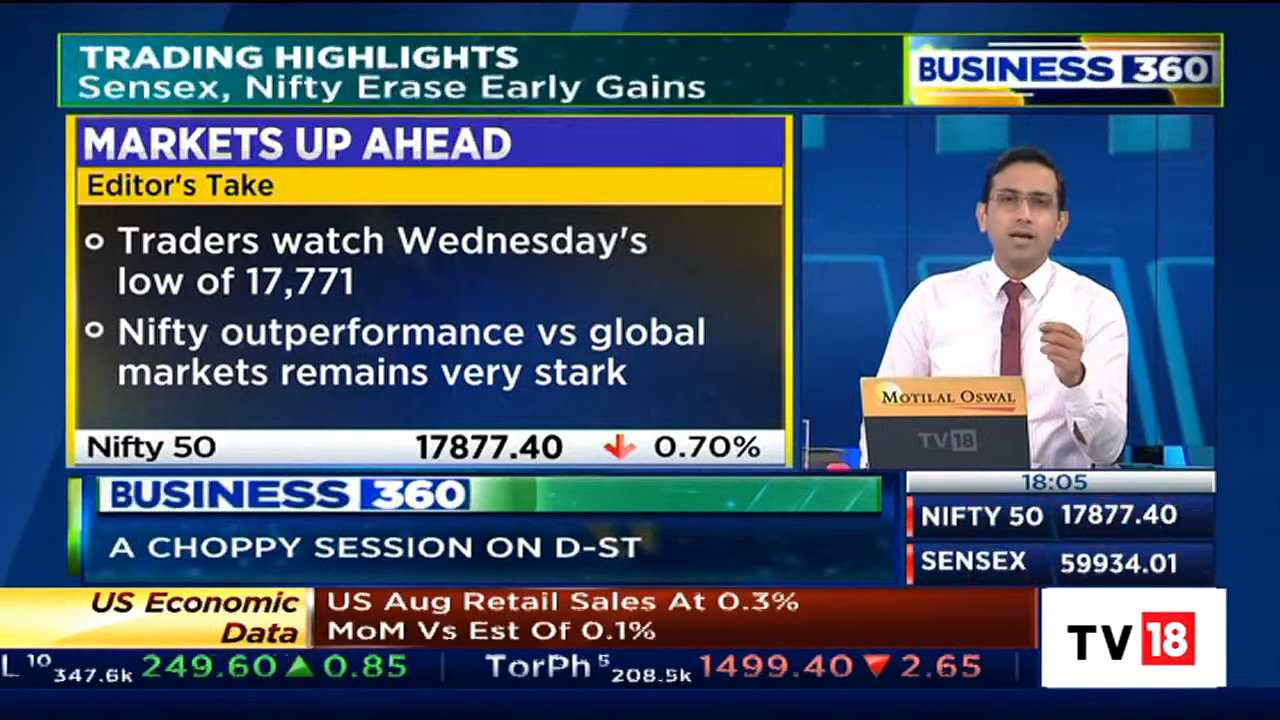 TRADING HIGHLIGHTS
Sensex, Nifty Erase Early Gains
BUSINESS 360
MARKETS UP AHEAD
Editor's Take
Traders watch Wednesday's
low of 17,771
Nifty outperformance vs global
markets remains very stark
Nifty 50 17877.40 0.70%
MOTILAL OSWAL
TV18
BUSINESS 360
A CHOPPY SESSION ON D-ST
18:05
NIFTY 50 17877.40
SENSEX 59934.01
US Economic
Data
US Aug Retail Sales At 0.3%
MoM Vs Est Of 0.1%
L 10 347.6k 249.60 0.85 TorPh 5 208.5k 1499.40 2.65
TV18